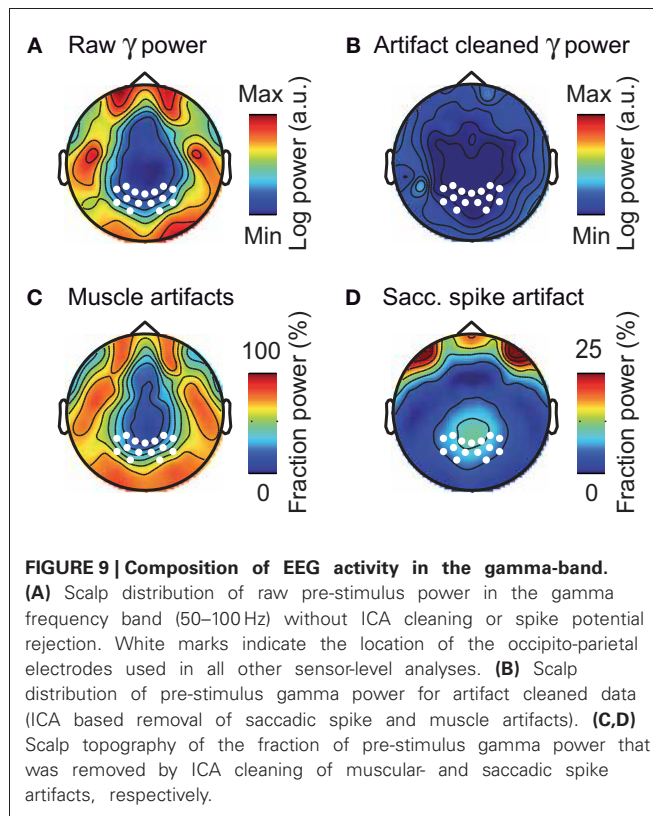 A Raw γ power
B Artifact cleaned γ power
Max
Log power (a.u.)
Min
Max
Log power (a.u.)
Min
C Muscle artifacts
D Sacc. spike artifact
100
Fraction power (%)
0
25
Fraction power (%)
0
FIGURE 9 | Composition of EEG activity in the gamma-band.
(A) Scalp distribution of raw pre-stimulus power in the gamma
frequency band (50–100 Hz) without ICA cleaning or spike potential
rejection. White marks indicate the location of the occipito-parietal
electrodes used in all other sensor-level analyses. (B) Scalp
distribution of pre-stimulus gamma power for artifact cleaned data
(ICA based removal of saccadic spike and muscle artifacts). (C,D)
Scalp topography of the fraction of pre-stimulus gamma power that
was removed by ICA cleaning of muscular- and saccadic spike
artifacts, respectively.